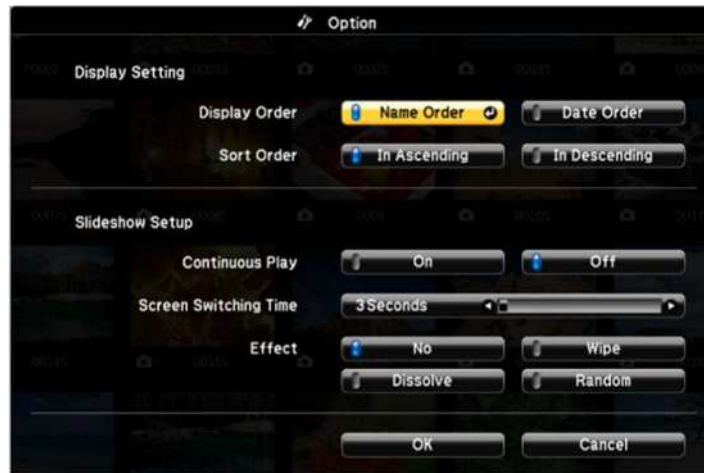 Option
Display Setting
Display Order Name Order Date Order
Sort Order In Ascending In Descending
Slideshow Setup
Continuous Play On Off
Screen Switching Time 3Seconds
Effect No Wipe
Dissolve Random
OK Cancel